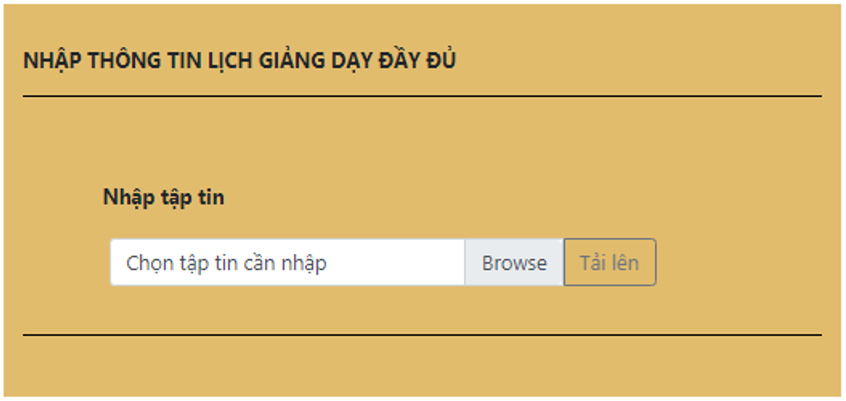 NHẬP THÔNG TIN LỊCH GIẢNG DẠY ĐẦY ĐỦ
Nhập tập tin
Chọn tập tin cần nhập Browse Tải lên